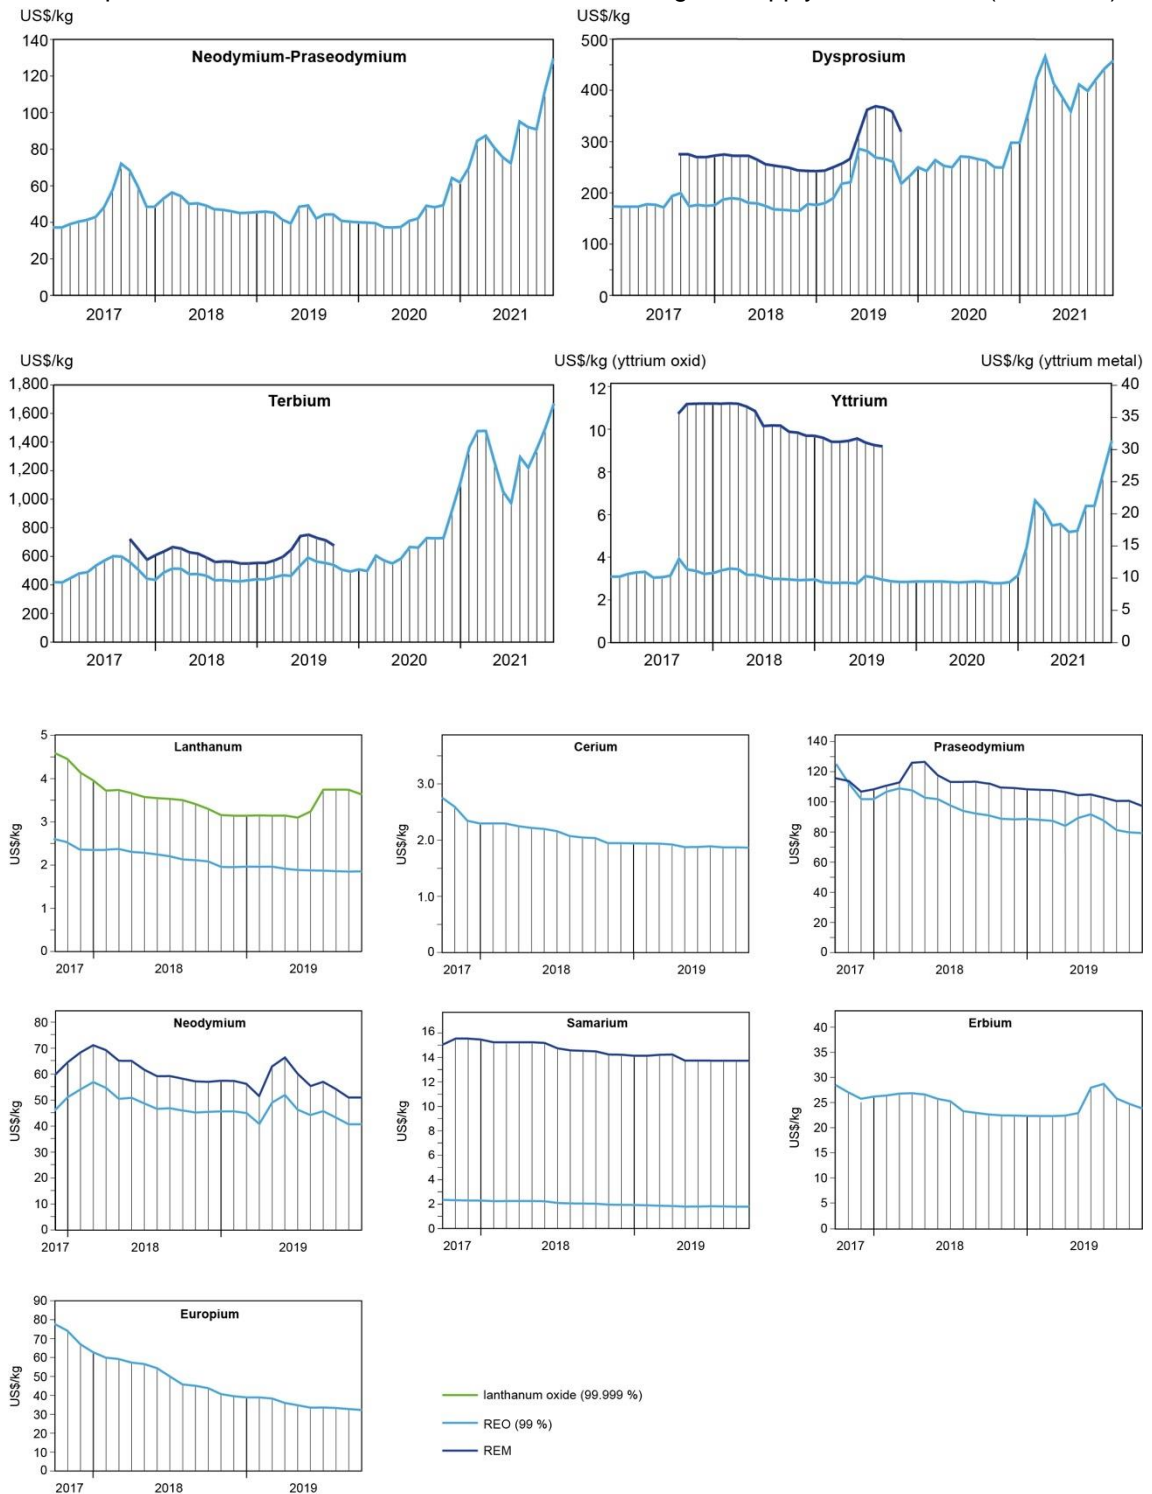 US$/kg
140
120
100
80
60
40
20
0
Neodymium-Praseodymium
2017 2018 2019 2020 2021
US$/kg
500
400
300
200
100
0
Dysprosium
2017 2018 2019 2020 2021
US$/kg
1,800
1,600
1,400
1,200
1,000
800
600
400
200
0
Terbium
2017 2018 2019 2020 2021
US$/kg (yttrium oxid)
US$/kg (yttrium metal)
12
10
8
6
4
2
0
Yttrium
40
35
30
25
20
15
10
5
0
2017 2018 2019 2020 2021
US$/kg
5
4
3
2
1
0
Lanthanum
2017 2018 2019
US$/kg
3.0
2.0
1.0
0
Cerium
2017 2018 2019
US$/kg
140
120
100
80
60
40
20
0
Praseodymium
2017 2018 2019
US$/kg
80
70
60
50
40
30
20
10
0
Neodymium
2017 2018 2019
US$/kg
16
14
12
10
8
6
4
2
0
Samarium
2017 2018 2019
US$/kg
40
35
30
25
20
15
10
5
0
Erbium
2017 2018 2019
US$/kg
90
80
70
60
50
40
30
20
10
0
Europium
2017 2018 2019
lanthanum oxide (99.999 %)
REO (99 %)
REM